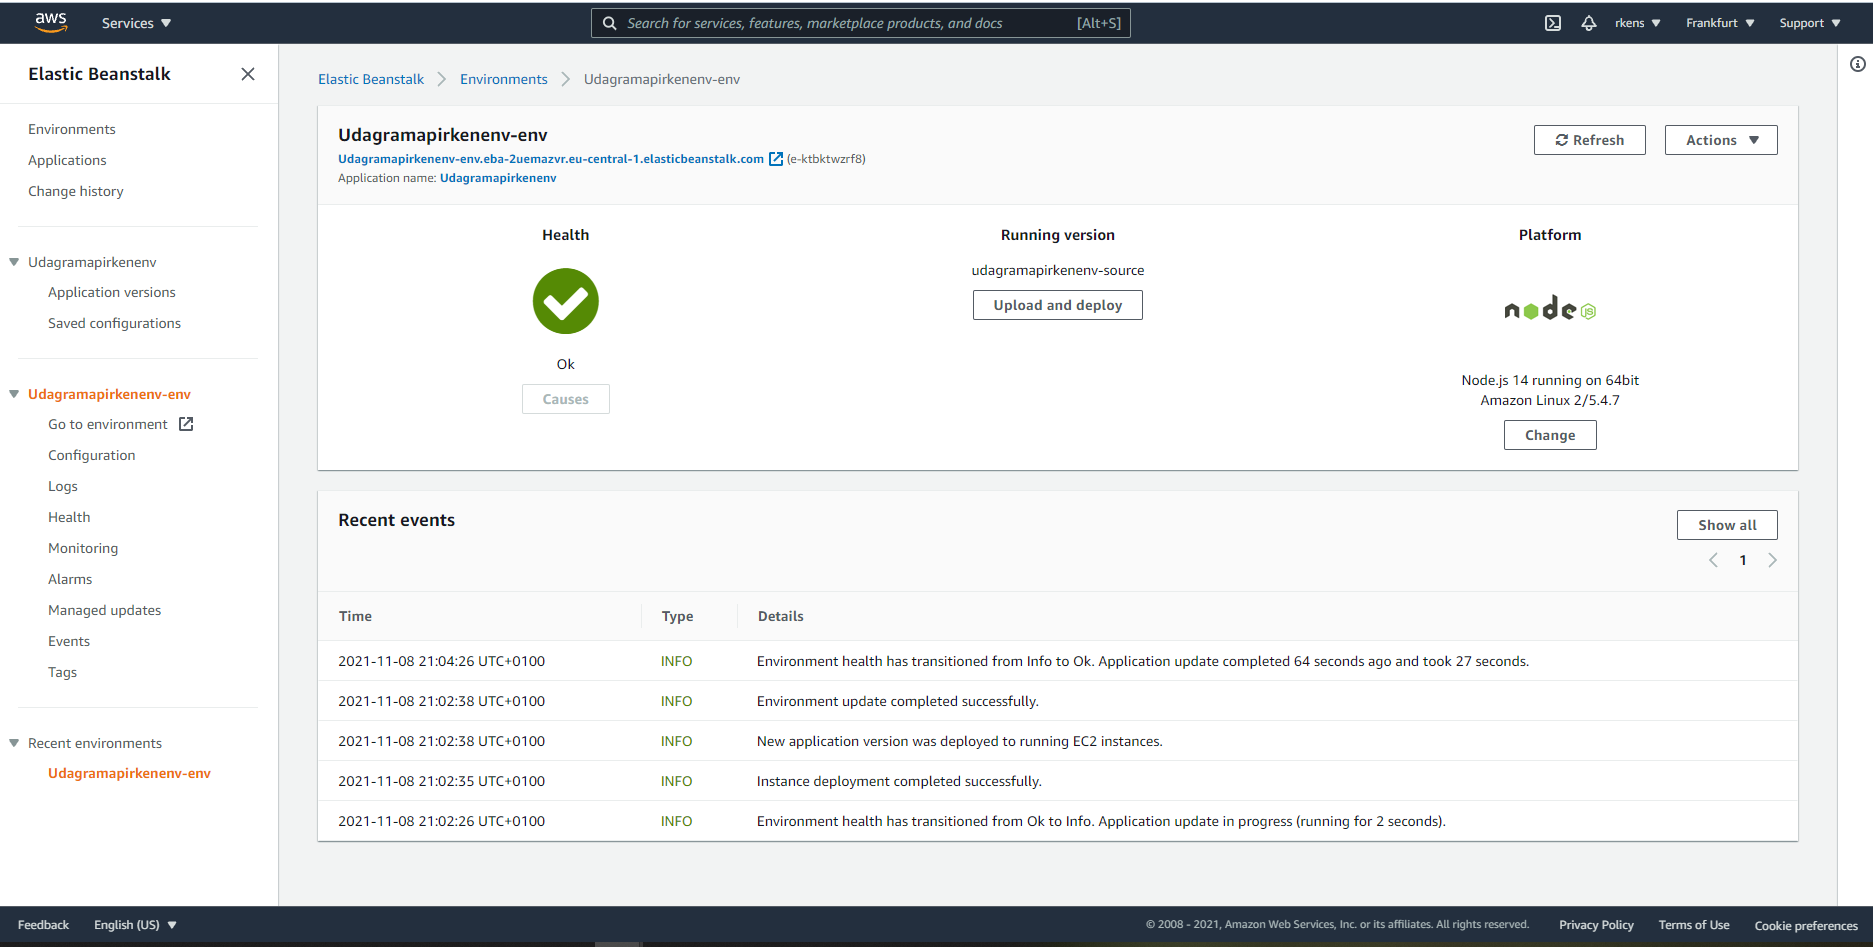 aws
Services
Search for services, features, marketplace products, and docs
[Alt+S]
rkens
Frankfurt
Support
Elastic Beanstalk
Environments
Applications
Change history
Udagramapirkenenv
Application versions
Saved configurations
Udagramapirkenenv-env
Go to environment
Configuration
Logs
Health
Monitoring
Alarms
Managed updates
Events
Tags
Recent environments
Udagramapirkenenv-env
Elastic Beanstalk
Environments
Udagramapirkenenv-env
Udagramapirkenenv-env
Udagramapirkenenv-env.eba-2uemazvr.eu-central-1.elasticbeanstalk.com (e-ktbktwzrf8)
Application name: Udagramapirkenenv
Refresh
Actions
Health
Ok
Causes
Running version
udagramapirkenenv-source
Upload and deploy
Platform
node JS
Node.js 14 running on 64bit
Amazon Linux 2/5.4.7
Change
Recent events
Show all
1
Time Type Details
2021-11-08 21:04:26 UTC+0100 INFO Environment health has transitioned from Info to Ok. Application update completed 64 seconds ago and took 27 seconds.
2021-11-08 21:02:38 UTC+0100 INFO Environment update completed successfully.
2021-11-08 21:02:38 UTC+0100 INFO New application version was deployed to running EC2 instances.
2021-11-08 21:02:35 UTC+0100 INFO Instance deployment completed successfully.
2021-11-08 21:02:26 UTC+0100 INFO Environment health has transitioned from Ok to Info. Application update in progress (running for 2 seconds).
Feedback
English (US)
© 2008 - 2021, Amazon Web Services, Inc. or its affiliates. All rights reserved.
Privacy Policy
Terms of Use
Cookie preferences